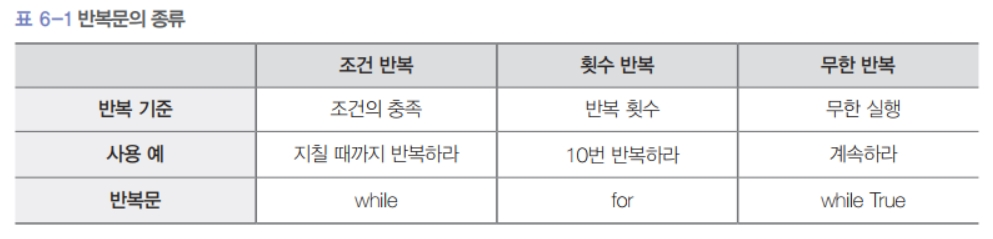 표 6-1 반복문의 종류
조건 반복 횟수 반복 무한 반복
반복 기준 조건의 충족 반복 횟수 무한 실행
사용 예 지칠 때까지 반복하라 10번 반복하라 계속하라
반복문 while for while True